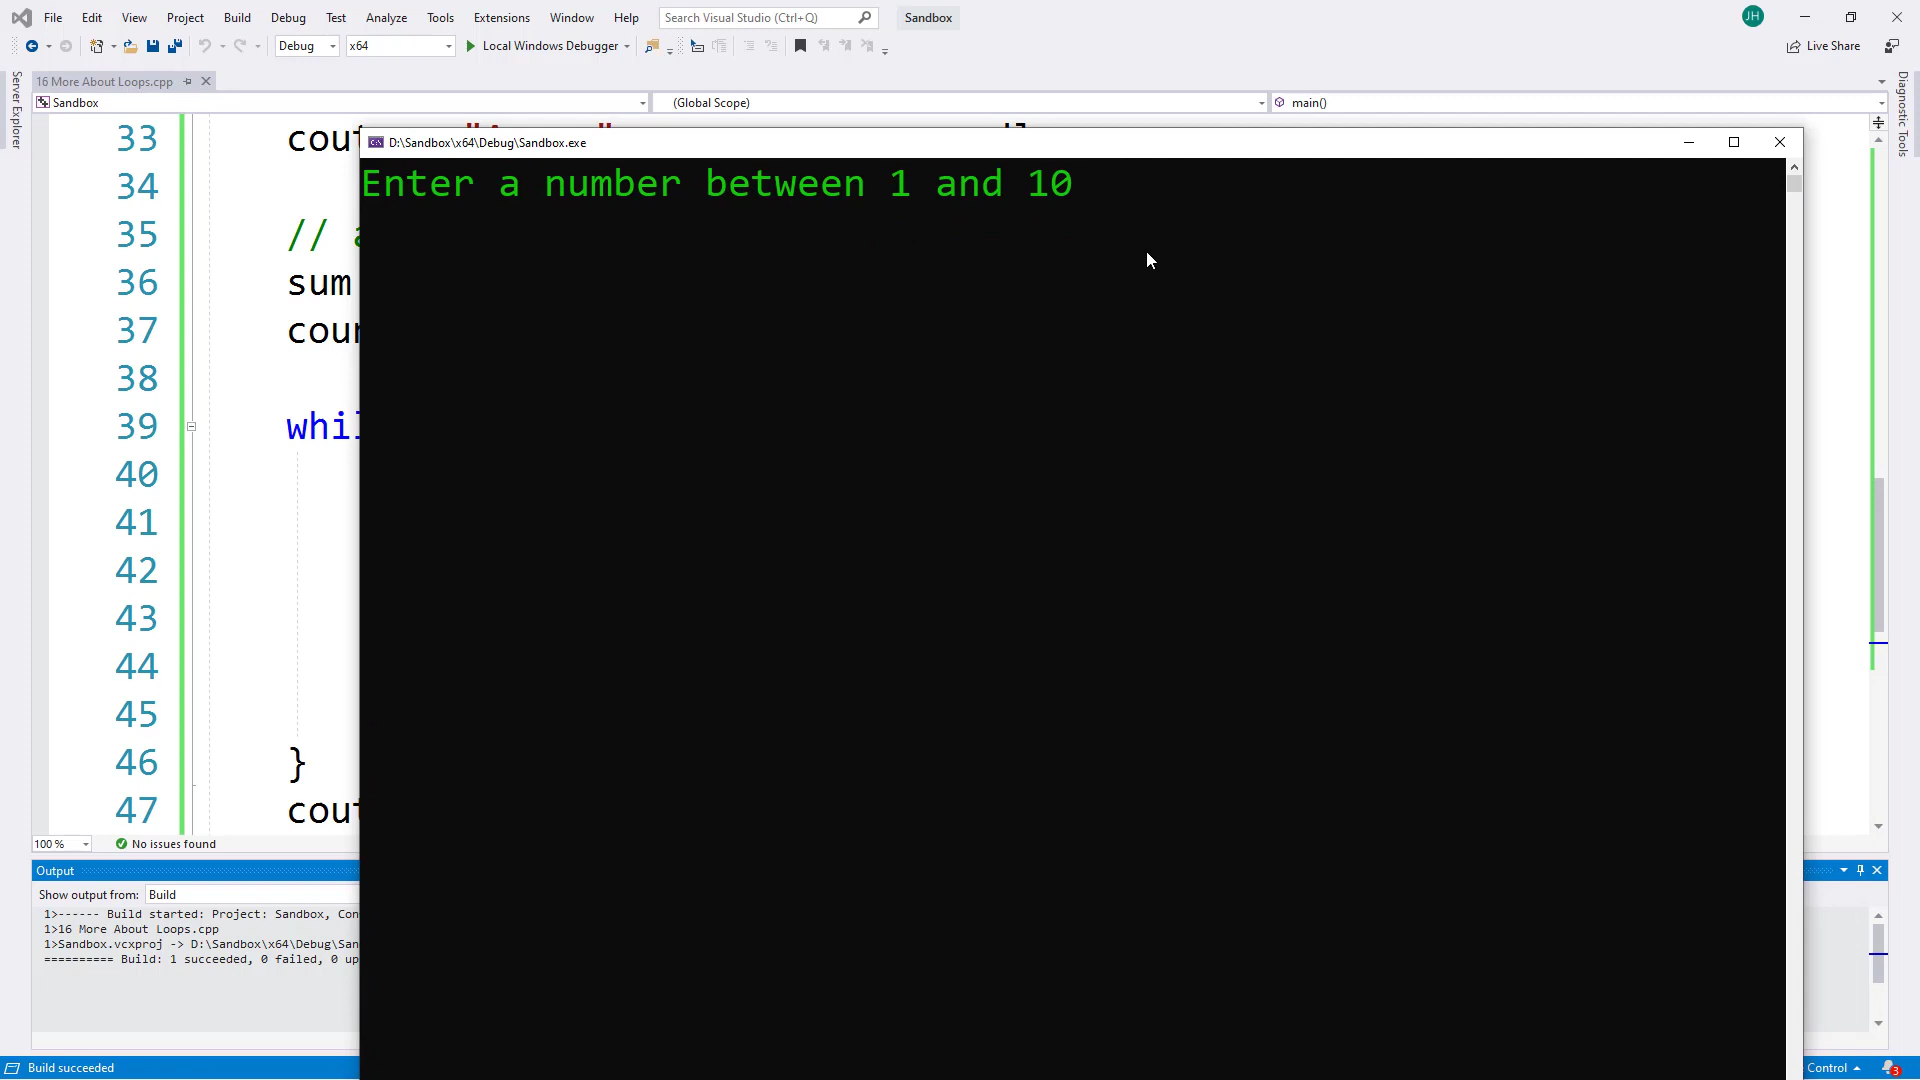 File Edit View Project Build Debug Test Analyze Tools Extensions Window Help Search Visual Studio (Ctrl+Q) Sandbox JH
Debug x64 Local Windows Debugger Live Share
16 More About Loops.cpp
Sandbox (Global Scope) main()
Server Explorer
Diagnostic Tools
D:\Sandbox\x64\Debug\Sandbox.exe
Enter a number between 1 and 10
33 cout
34
35 //
36 sum
37 coun
38
39 whil
40
41
42
43
44
45
46 }
47 cout
100 % No issues found
Output
Show output from: Build
1>------ Build started: Project: Sandbox, Con
1>16 More About Loops.cpp
1>Sandbox.vcxproj -> D:\Sandbox\x64\Debug\San
========== Build: 1 succeeded, 0 failed, 0 up
Build succeeded
Control 3